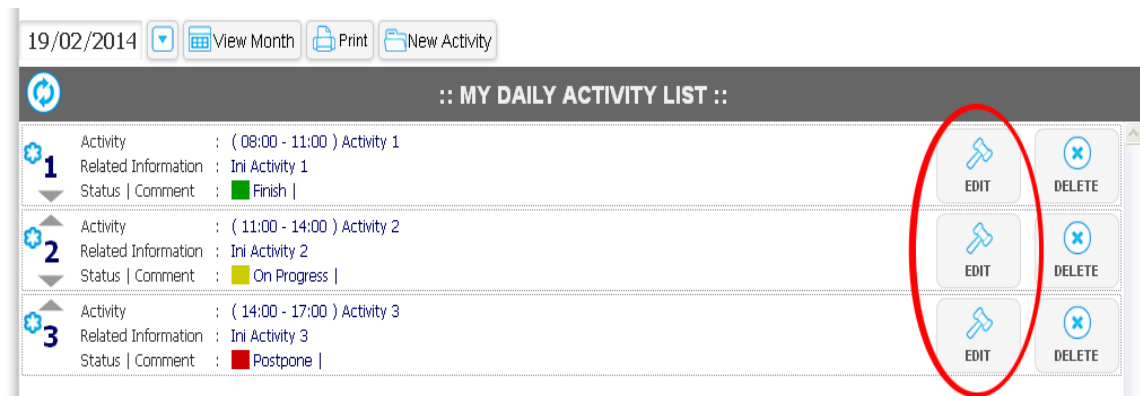 19/02/2014 View Month Print New Activity
:: MY DAILY ACTIVITY LIST ::
1
Activity : ( 08:00 - 11:00 ) Activity 1
Related Information : Ini Activity 1
Status | Comment : Finish |
EDIT DELETE
2
Activity : ( 11:00 - 14:00 ) Activity 2
Related Information : Ini Activity 2
Status | Comment : On Progress |
EDIT DELETE
3
Activity : ( 14:00 - 17:00 ) Activity 3
Related Information : Ini Activity 3
Status | Comment : Postpone |
EDIT DELETE